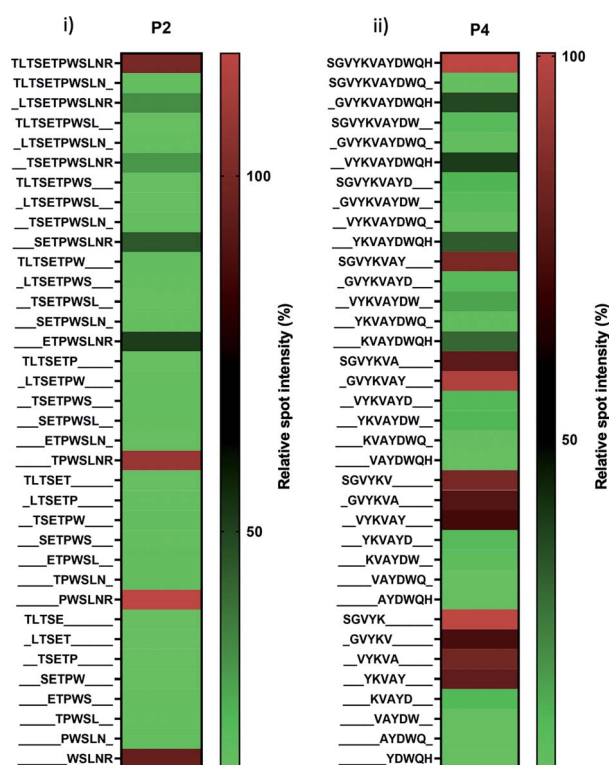 i)
P2
TLTSETPWSLNR
TLTSETPWSLN_
_LTSETPWSLNR
TLTSETPWSL__
_LTSETPWSLN_
__TSETPWSLNR
TLTSETPWS___
_LTSETPWSL__
__TSETPWSLN_
___SETPWSLNR
TLTSETPW____
_LTSETPWS___
__TSETPWSL__
___SETPWSLN_
____ETPWSLNR
TLTSETP_____
_LTSETPW____
__TSETPWS___
___SETPWSL__
____ETPWSLN_
_____TPWSLNR
TLTSET______
_LTSETP_____
__TSETPW____
___SETPWS___
____ETPWSL__
_____TPWSLN_
______PWSLNR
TLTSE_______
_LTSET______
__TSETP_____
___SETPW____
____ETPWS___
_____TPWSL__
______PWSLN_
_______WSLNR
100
50
Relative spot intensity (%)
ii)
P4
SGVYKVAYDWQH
SGVYKVAYDWQ_
_GVYKVAYDWQH
SGVYKVAYDW__
_GVYKVAYDWQ_
__VYKVAYDWQH
SGVYKVAYD___
_GVYKVAYDW__
__VYKVAYDWQ_
___YKVAYDWQH
SGVYKVAY____
_GVYKVAYD___
__VYKVAYDW__
___YKVAYDWQ_
____KVAYDWQH
SGVYKVA_____
_GVYKVAY____
__VYKVAYD___
___YKVAYDW__
____KVAYDWQ_
_____VAYDWQH
SGVYKV______
_GVYKVA_____
__VYKVAY____
___YKVAYD___
____KVAYDW__
_____VAYDWQ_
______AYDWQH
SGVYK_______
_GVYKV______
__VYKVA_____
___YKVAY____
____KVAYD___
_____VAYDW__
______AYDWQ_
_______YDWQH
100
50
Relative spot intensity (%)